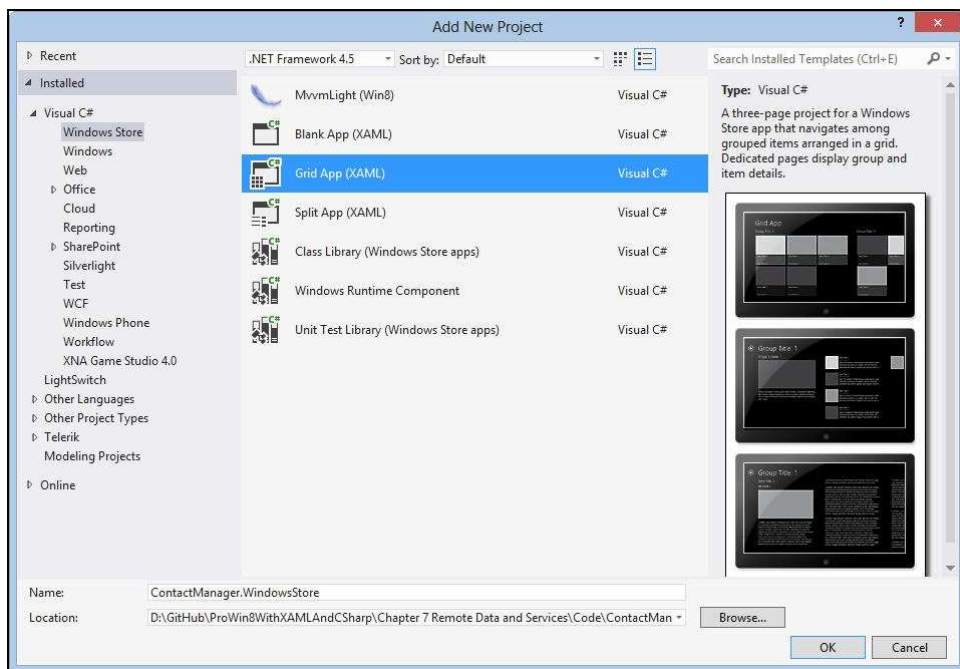 Add New Project
?
Recent
.NET Framework 4.5
Sort by: Default
Search Installed Templates (Ctrl+E)
Installed
Visual C#
Windows Store
Windows
Web
Office
Cloud
Reporting
SharePoint
Silverlight
Test
WCF
Windows Phone
Workflow
XNA Game Studio 4.0
LightSwitch
Other Languages
Other Project Types
Telerik
Modeling Projects
Online
MvvmLight (Win8) Visual C#
Blank App (XAML) Visual C#
Grid App (XAML) Visual C#
Split App (XAML) Visual C#
Class Library (Windows Store apps) Visual C#
Windows Runtime Component Visual C#
Unit Test Library (Windows Store apps) Visual C#
Type: Visual C#
A three-page project for a Windows
Store app that navigates among
grouped items arranged in a grid.
Dedicated pages display group and
item details.
Grid App
Group Title: 1
Group Title: 1
Name: ContactManager.WindowsStore
Location: D:\GitHub\ProWin8WithXAMLAndCSharp\Chapter 7 Remote Data and Services\Code\ContactMan
Browse...
OK
Cancel